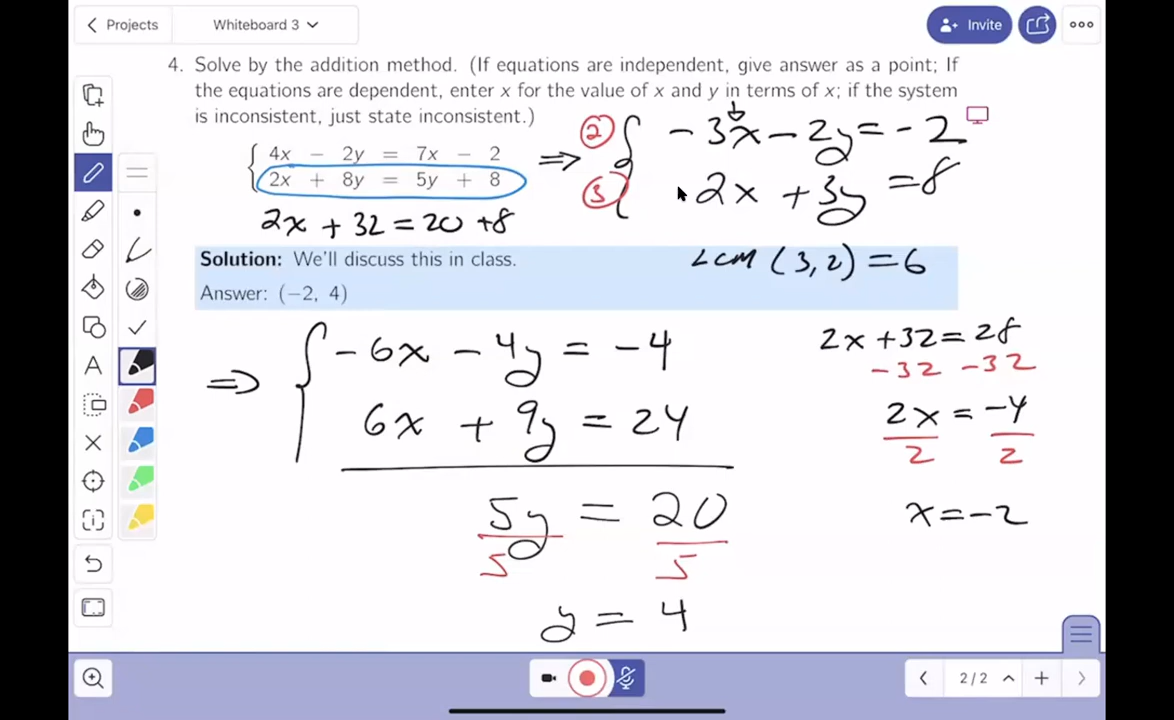 Projects
Whiteboard 3
Invite
4. Solve by the addition method. (If equations are independent, give answer as a point; If
the equations are dependent, enter x for the value of x and y in terms of x; if the system
is inconsistent, just state inconsistent.)
4x − 2y = 7x − 2
2x + 8y = 5y + 8
⇒
② −3x − 2y = −2
③ 2x + 3y = 8
2x + 32 = 20 + 8
LCM (3, 2) = 6
Solution: We'll discuss this in class.
Answer: (−2, 4)
⇒
−6x − 4y = −4
6x + 9y = 24
5y = 20
5 5
y = 4
2x + 32 = 28
−32 −32
2x = −4
2 2
x = −2
A
2/2